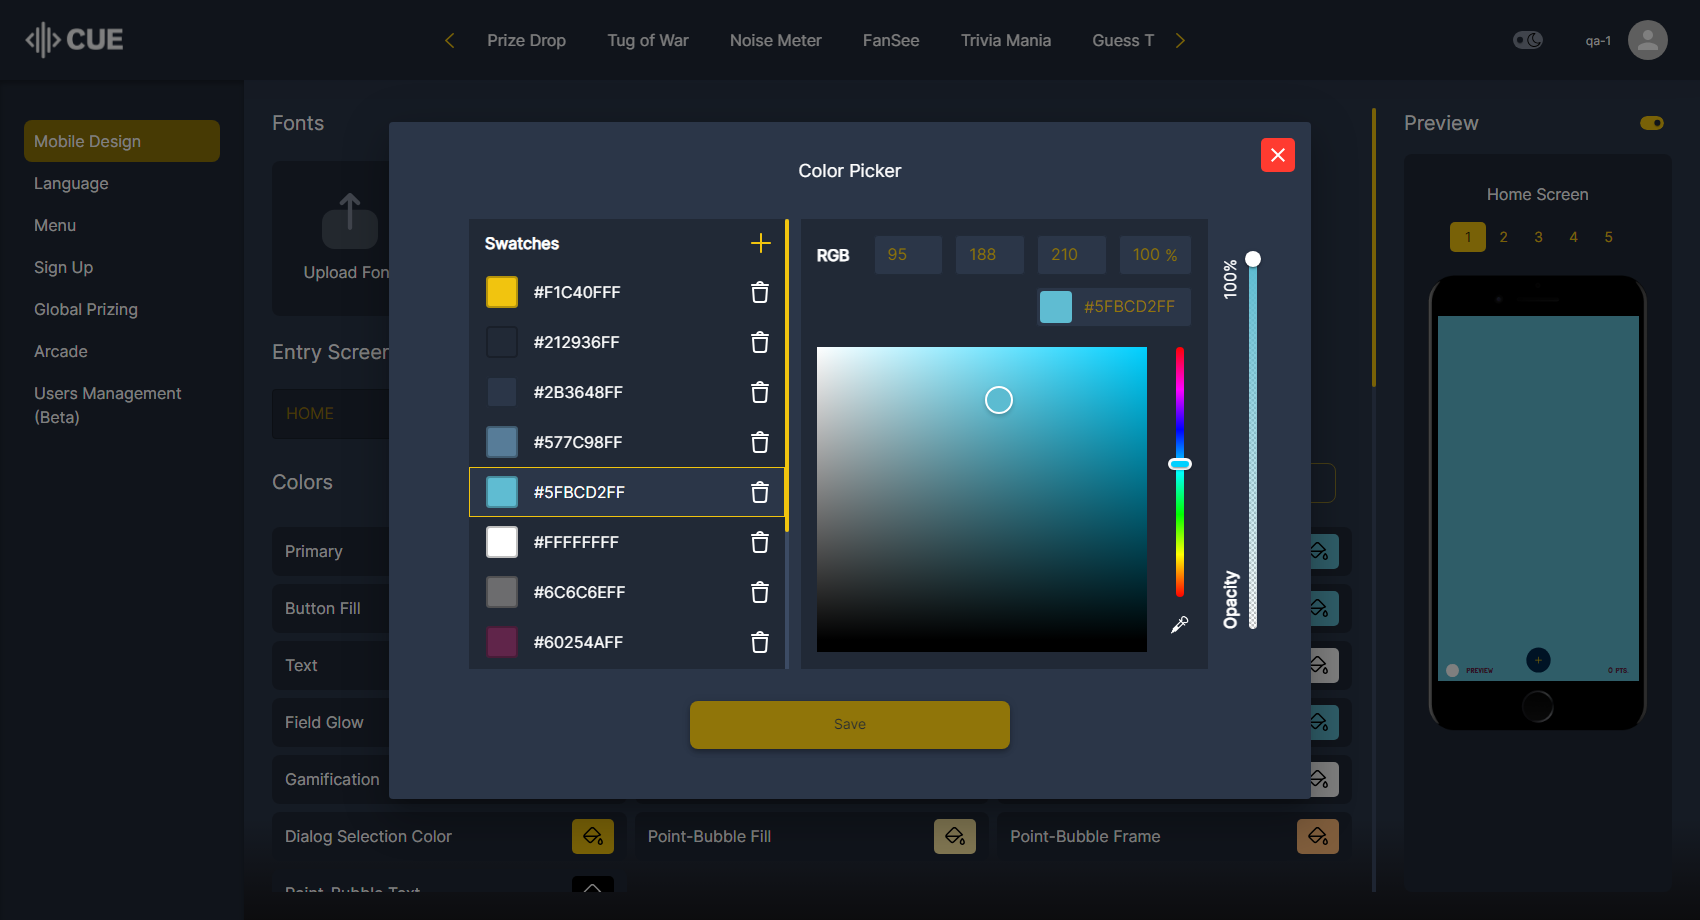 CUE
Prize Drop
Tug of War
Noise Meter
FanSee
Trivia Mania
Guess T
qa-1
Mobile Design
Language
Menu
Sign Up
Global Prizing
Arcade
Users Management
(Beta)
Fonts
Upload Fon
Entry Screen
HOME
Colors
Primary
Button Fill
Text
Field Glow
Gamification
Dialog Selection Color
Point-Bubble Fill
Point-Bubble Frame
Point-Bubble Text
Color Picker
Swatches
#F1C40FFF
#212936FF
#2B3648FF
#577C98FF
#5FBCD2FF
#FFFFFFFF
#6C6C6EFF
#60254AFF
RGB
95
188
210
100 %
#5FBCD2FF
100%
Opacity
Save
Preview
Home Screen
1 2 3 4 5
PREVIEW
0 PTS